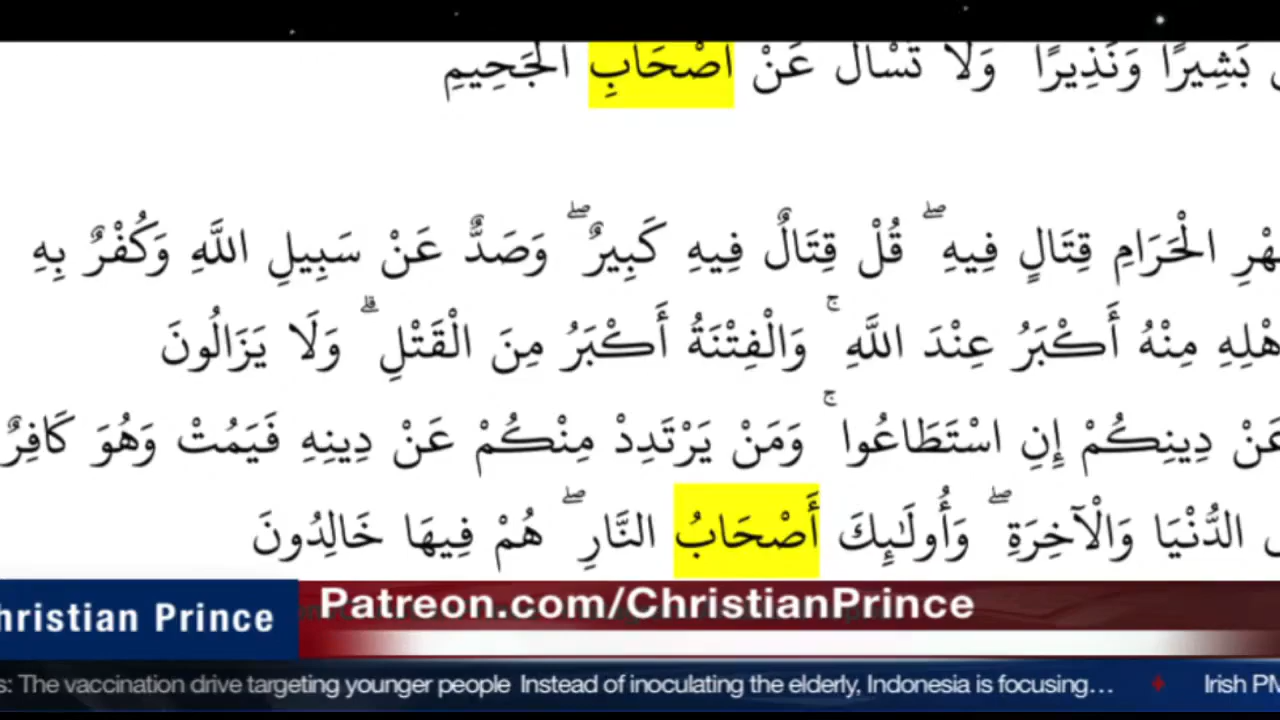 بَشِيرًا وَنَذِيرًا وَلَا تُسْأَلُ عَنْ أَصْحَابِ الْجَحِيمِ
الْحَرَامِ قِتَالٍ فِيهِ ۖ قُلْ قِتَالٌ فِيهِ كَبِيرٌ ۖ وَصَدٌّ عَنْ سَبِيلِ اللَّهِ وَكُفْرٌ بِهِ
مِنْهُ أَكْبَرُ عِنْدَ اللَّهِ ۚ وَالْفِتْنَةُ أَكْبَرُ مِنَ الْقَتْلِ ۗ وَلَا يَزَالُونَ
عَنْ دِينِكُمْ إِنِ اسْتَطَاعُوا ۚ وَمَنْ يَرْتَدِدْ مِنْكُمْ عَنْ دِينِهِ فَيَمُتْ وَهُوَ كَافِرٌ
الدُّنْيَا وَالْآخِرَةِ ۖ وَأُولَٰئِكَ أَصْحَابُ النَّارِ ۖ هُمْ فِيهَا خَالِدُونَ
hristian Prince
Patreon.com/ChristianPrince
s: The vaccination drive targeting younger people Instead of inoculating the elderly, Indonesia is focusing... Irish PM